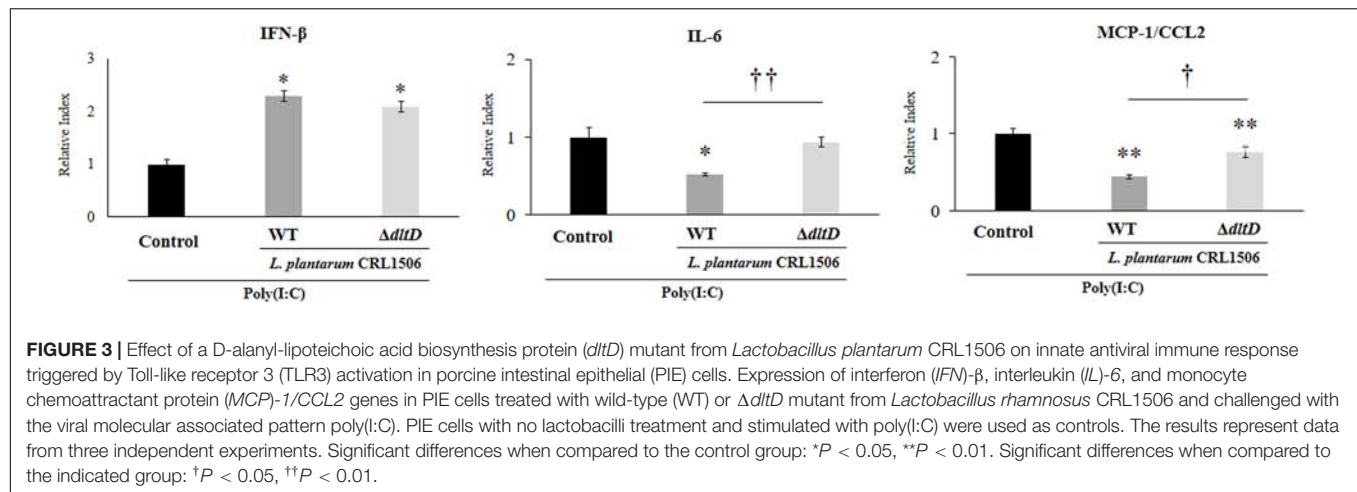 IFN-β
3
2
1
0
Relative Index
*
*
Control
WT
ΔdltD
L. plantarum CRL1506
Poly(I:C)
IL-6
2
1
0
Relative Index
††
*
Control
WT
ΔdltD
L. plantarum CRL1506
Poly(I:C)
MCP-1/CCL2
2
1
0
Relative Index
†
**
**
Control
WT
ΔdltD
L. plantarum CRL1506
Poly(I:C)
FIGURE 3 | Effect of a D-alanyl-lipoteichoic acid biosynthesis protein (dltD) mutant from Lactobacillus plantarum CRL1506 on innate antiviral immune response
triggered by Toll-like receptor 3 (TLR3) activation in porcine intestinal epithelial (PIE) cells. Expression of interferon (IFN)-β, interleukin (IL)-6, and monocyte
chemoattractant protein (MCP)-1/CCL2 genes in PIE cells treated with wild-type (WT) or ΔdltD mutant from Lactobacillus rhamnosus CRL1506 and challenged with
the viral molecular associated pattern poly(I:C). PIE cells with no lactobacilli treatment and stimulated with poly(I:C) were used as controls. The results represent data
from three independent experiments. Significant differences when compared to the control group: *P < 0.05, **P < 0.01. Significant differences when compared to
the indicated group: †P < 0.05, ††P < 0.01.